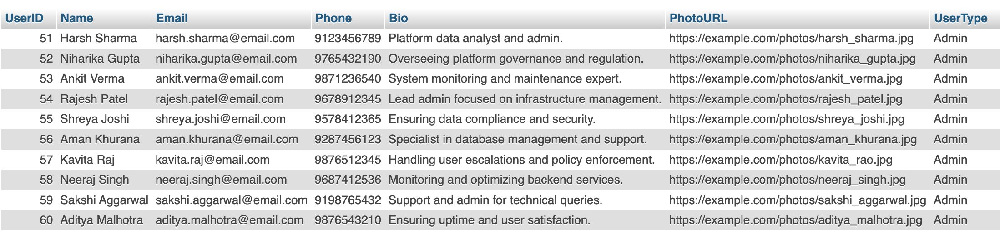 UserID Name Email Phone Bio PhotoURL UserType
51 Harsh Sharma harsh.sharma@email.com 9123456789 Platform data analyst and admin. https://example.com/photos/harsh_sharma.jpg Admin
52 Niharika Gupta niharika.gupta@email.com 9765432190 Overseeing platform governance and regulation. https://example.com/photos/niharika_gupta.jpg Admin
53 Ankit Verma ankit.verma@email.com 9871236540 System monitoring and maintenance expert. https://example.com/photos/ankit_verma.jpg Admin
54 Rajesh Patel rajesh.patel@email.com 9678912345 Lead admin focused on infrastructure management. https://example.com/photos/rajesh_patel.jpg Admin
55 Shreya Joshi shreya.joshi@email.com 9578412365 Ensuring data compliance and security. https://example.com/photos/shreya_joshi.jpg Admin
56 Aman Khurana aman.khurana@email.com 9287456123 Specialist in database management and support. https://example.com/photos/aman_khurana.jpg Admin
57 Kavita Raj kavita.raj@email.com 9876512345 Handling user escalations and policy enforcement. https://example.com/photos/kavita_rao.jpg Admin
58 Neeraj Singh neeraj.singh@email.com 9687412536 Monitoring and optimizing backend services. https://example.com/photos/neeraj_singh.jpg Admin
59 Sakshi Aggarwal sakshi.aggarwal@email.com 9198765432 Support and admin for technical queries. https://example.com/photos/sakshi_aggarwal.jpg Admin
60 Aditya Malhotra aditya.malhotra@email.com 9876543210 Ensuring uptime and user satisfaction. https://example.com/photos/aditya_malhotra.jpg Admin